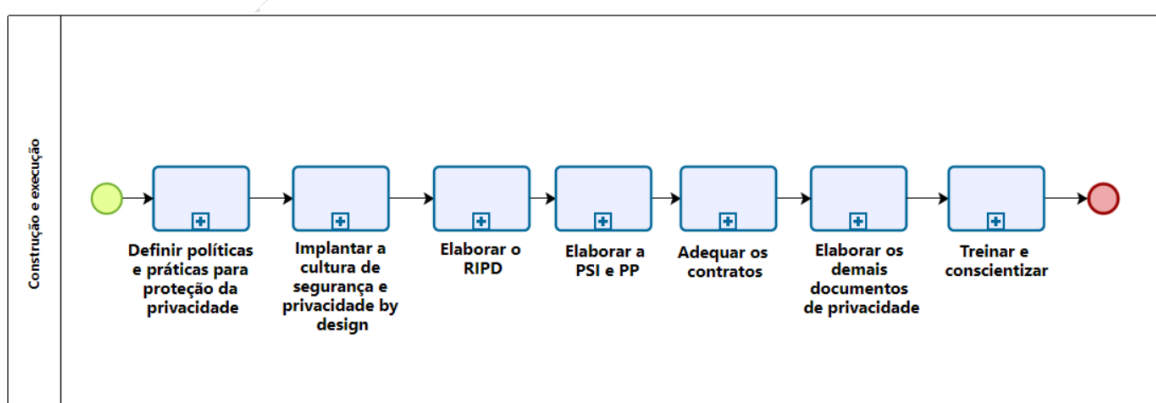 Construção e execução
Definir políticas
e práticas para
proteção da
privacidade
Implantar a
cultura de
segurança e
privacidade by
design
Elaborar o
RIPD
Elaborar a
PSI e PP
Adequar os
contratos
Elaborar os
demais
documentos
de privacidade
Treinar e
conscientizar